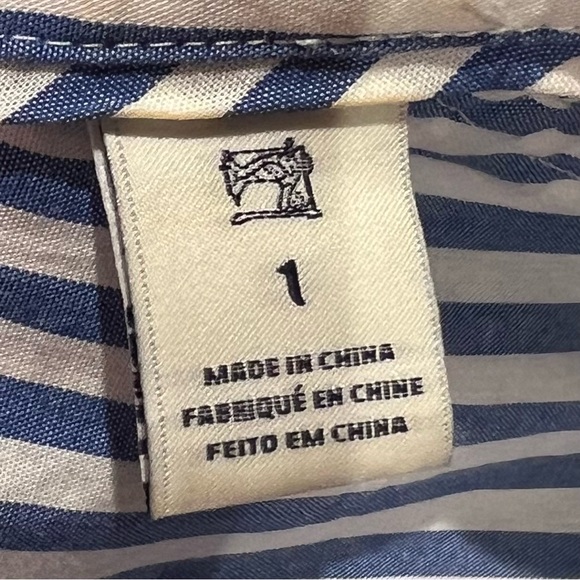 1
MADE IN CHINA
FABRIQUÉ EN CHINE
FEITO EM CHINA